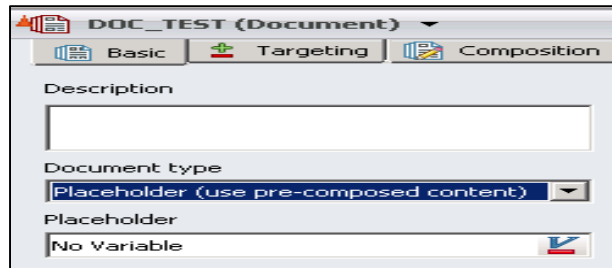 DOC_TEST (Document)
Basic Targeting Composition
Description
Document type
Placeholder (use pre-composed content)
Placeholder
No Variable